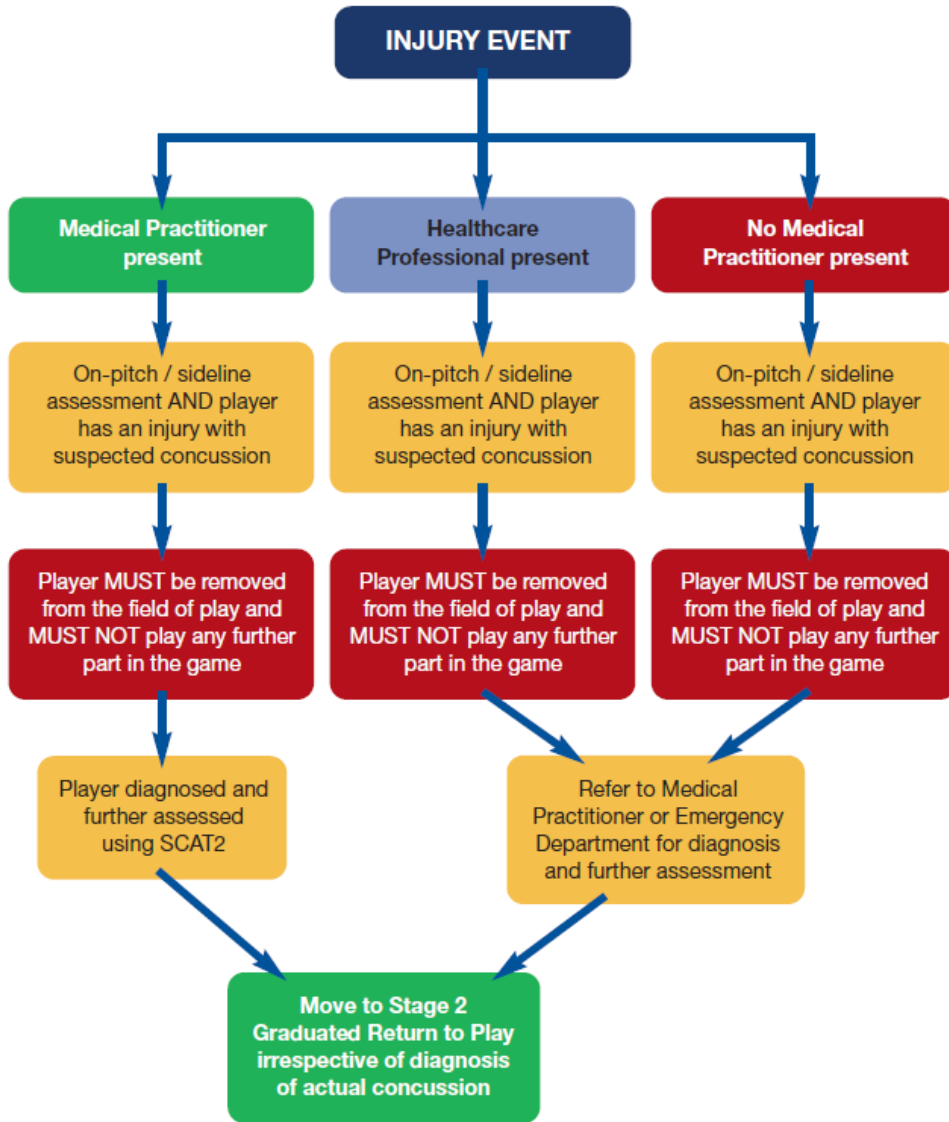 INJURY EVENT
Medical Practitioner
present
Healthcare
Professional present
No Medical
Practitioner present
On-pitch / sideline
assessment AND player
has an injury with
suspected concussion
On-pitch / sideline
assessment AND player
has an injury with
suspected concussion
On-pitch / sideline
assessment AND player
has an injury with
suspected concussion
Player MUST be removed
from the field of play and
MUST NOT play any further
part in the game
Player MUST be removed
from the field of play and
MUST NOT play any further
part in the game
Player MUST be removed
from the field of play and
MUST NOT play any further
part in the game
Player diagnosed and
further assessed
using SCAT2
Refer to Medical
Practitioner or Emergency
Department for diagnosis
and further assessment
Move to Stage 2
Graduated Return to Play
irrespective of diagnosis
of actual concussion